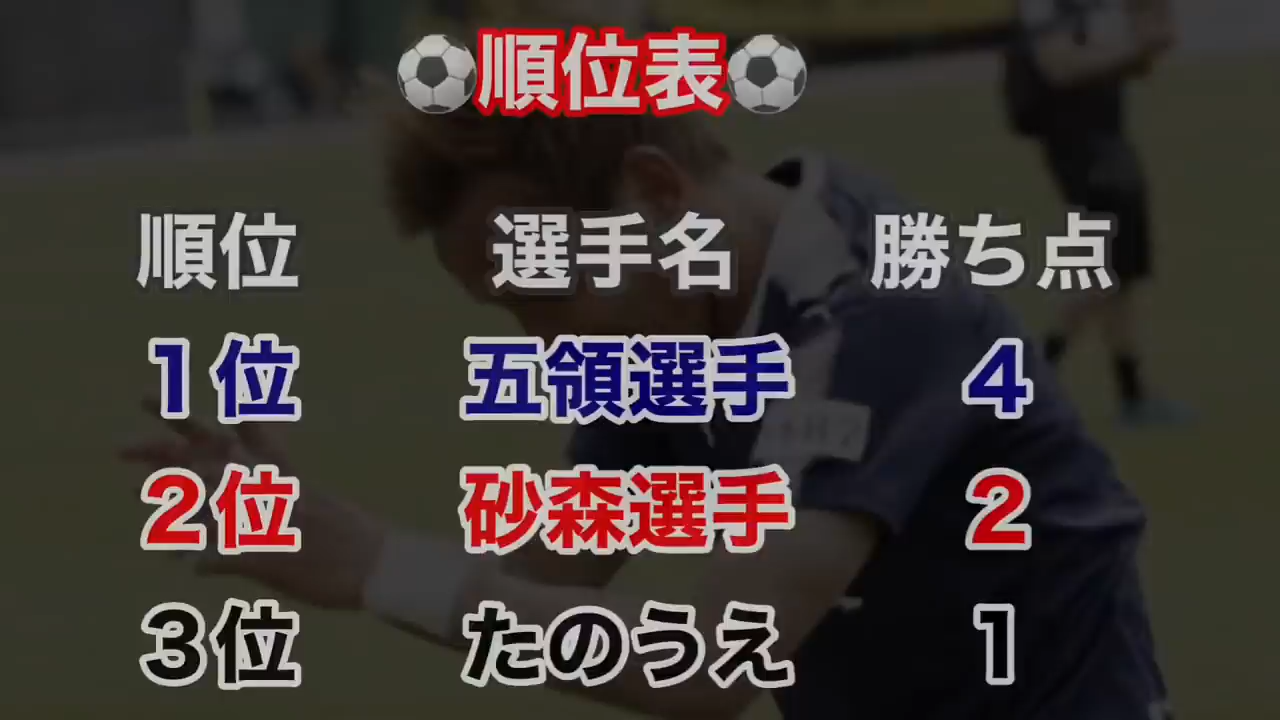 ⚽順位表⚽
順位 選手名 勝ち点
1位 五領選手 4
2位 砂森選手 2
3位 たのうえ 1